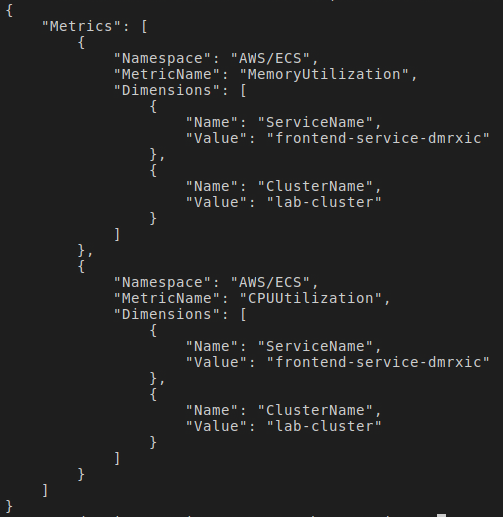 {
    "Metrics": [
        {
            "Namespace": "AWS/ECS",
            "MetricName": "MemoryUtilization",
            "Dimensions": [
                {
                    "Name": "ServiceName",
                    "Value": "frontend-service-dmrxic"
                },
                {
                    "Name": "ClusterName",
                    "Value": "lab-cluster"
                }
            ]
        },
        {
            "Namespace": "AWS/ECS",
            "MetricName": "CPUUtilization",
            "Dimensions": [
                {
                    "Name": "ServiceName",
                    "Value": "frontend-service-dmrxic"
                },
                {
                    "Name": "ClusterName",
                    "Value": "lab-cluster"
                }
            ]
        }
    ]
}